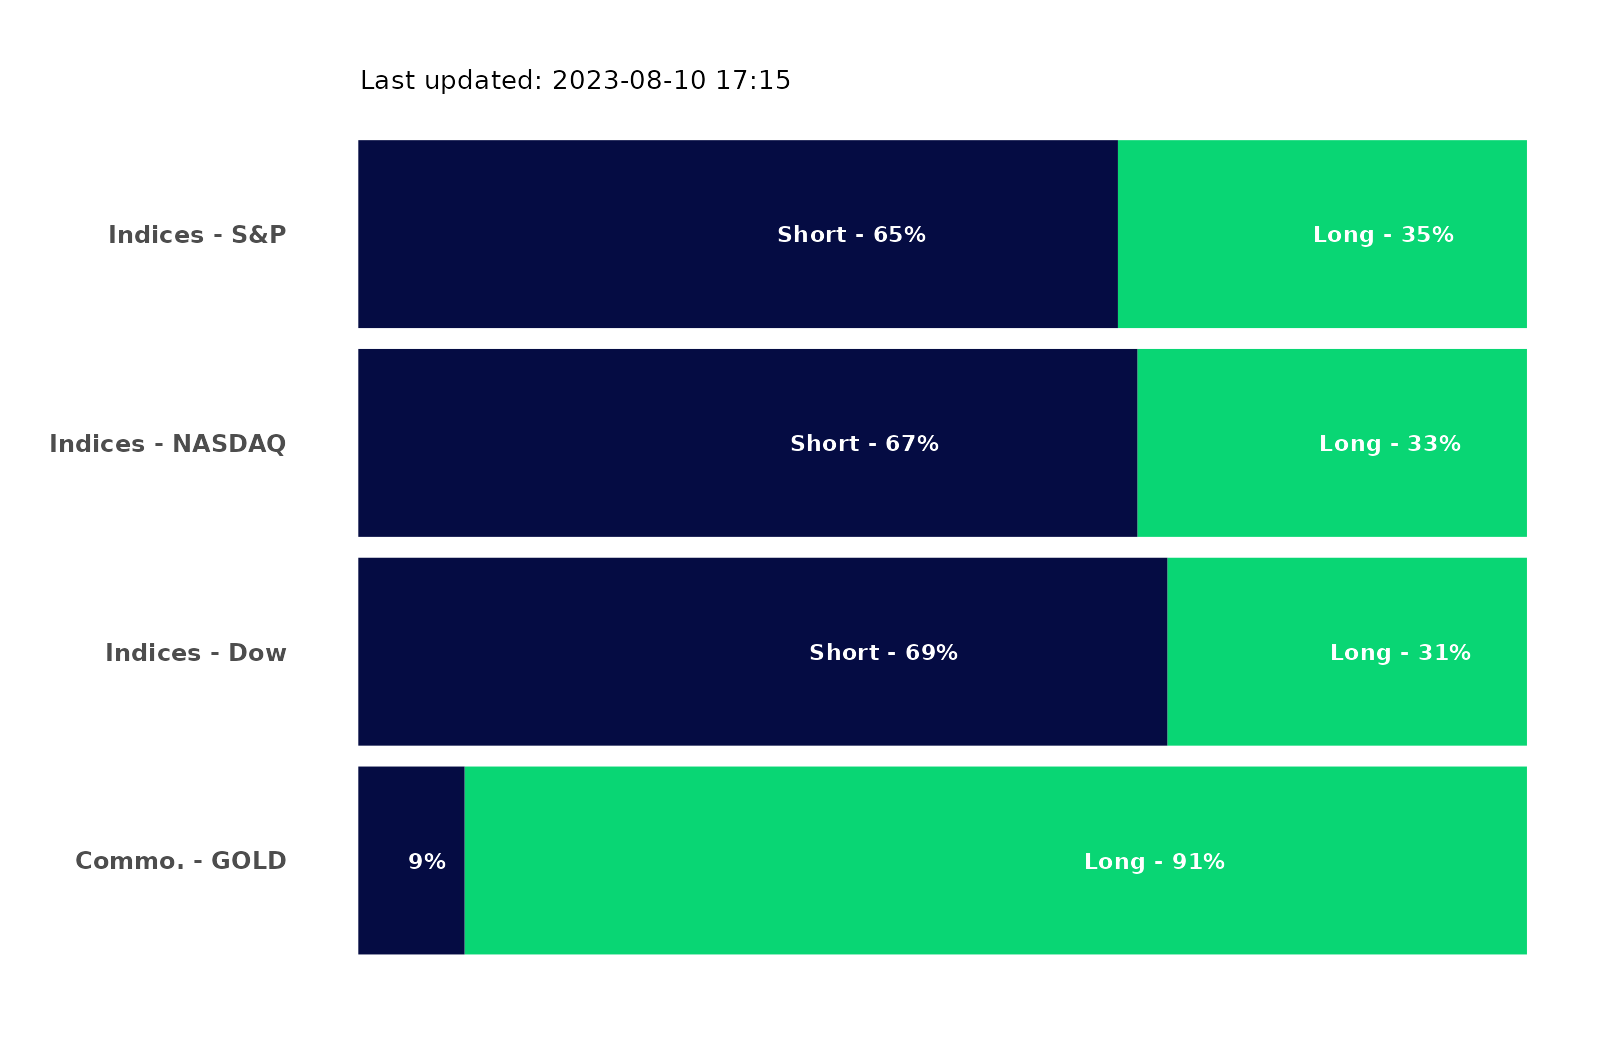 Last updated: 2023-08-10 17:15
Indices - S&P Short - 65% Long - 35%
Indices - NASDAQ Short - 67% Long - 33%
Indices - Dow Short - 69% Long - 31%
Commo. - GOLD 9% Long - 91%